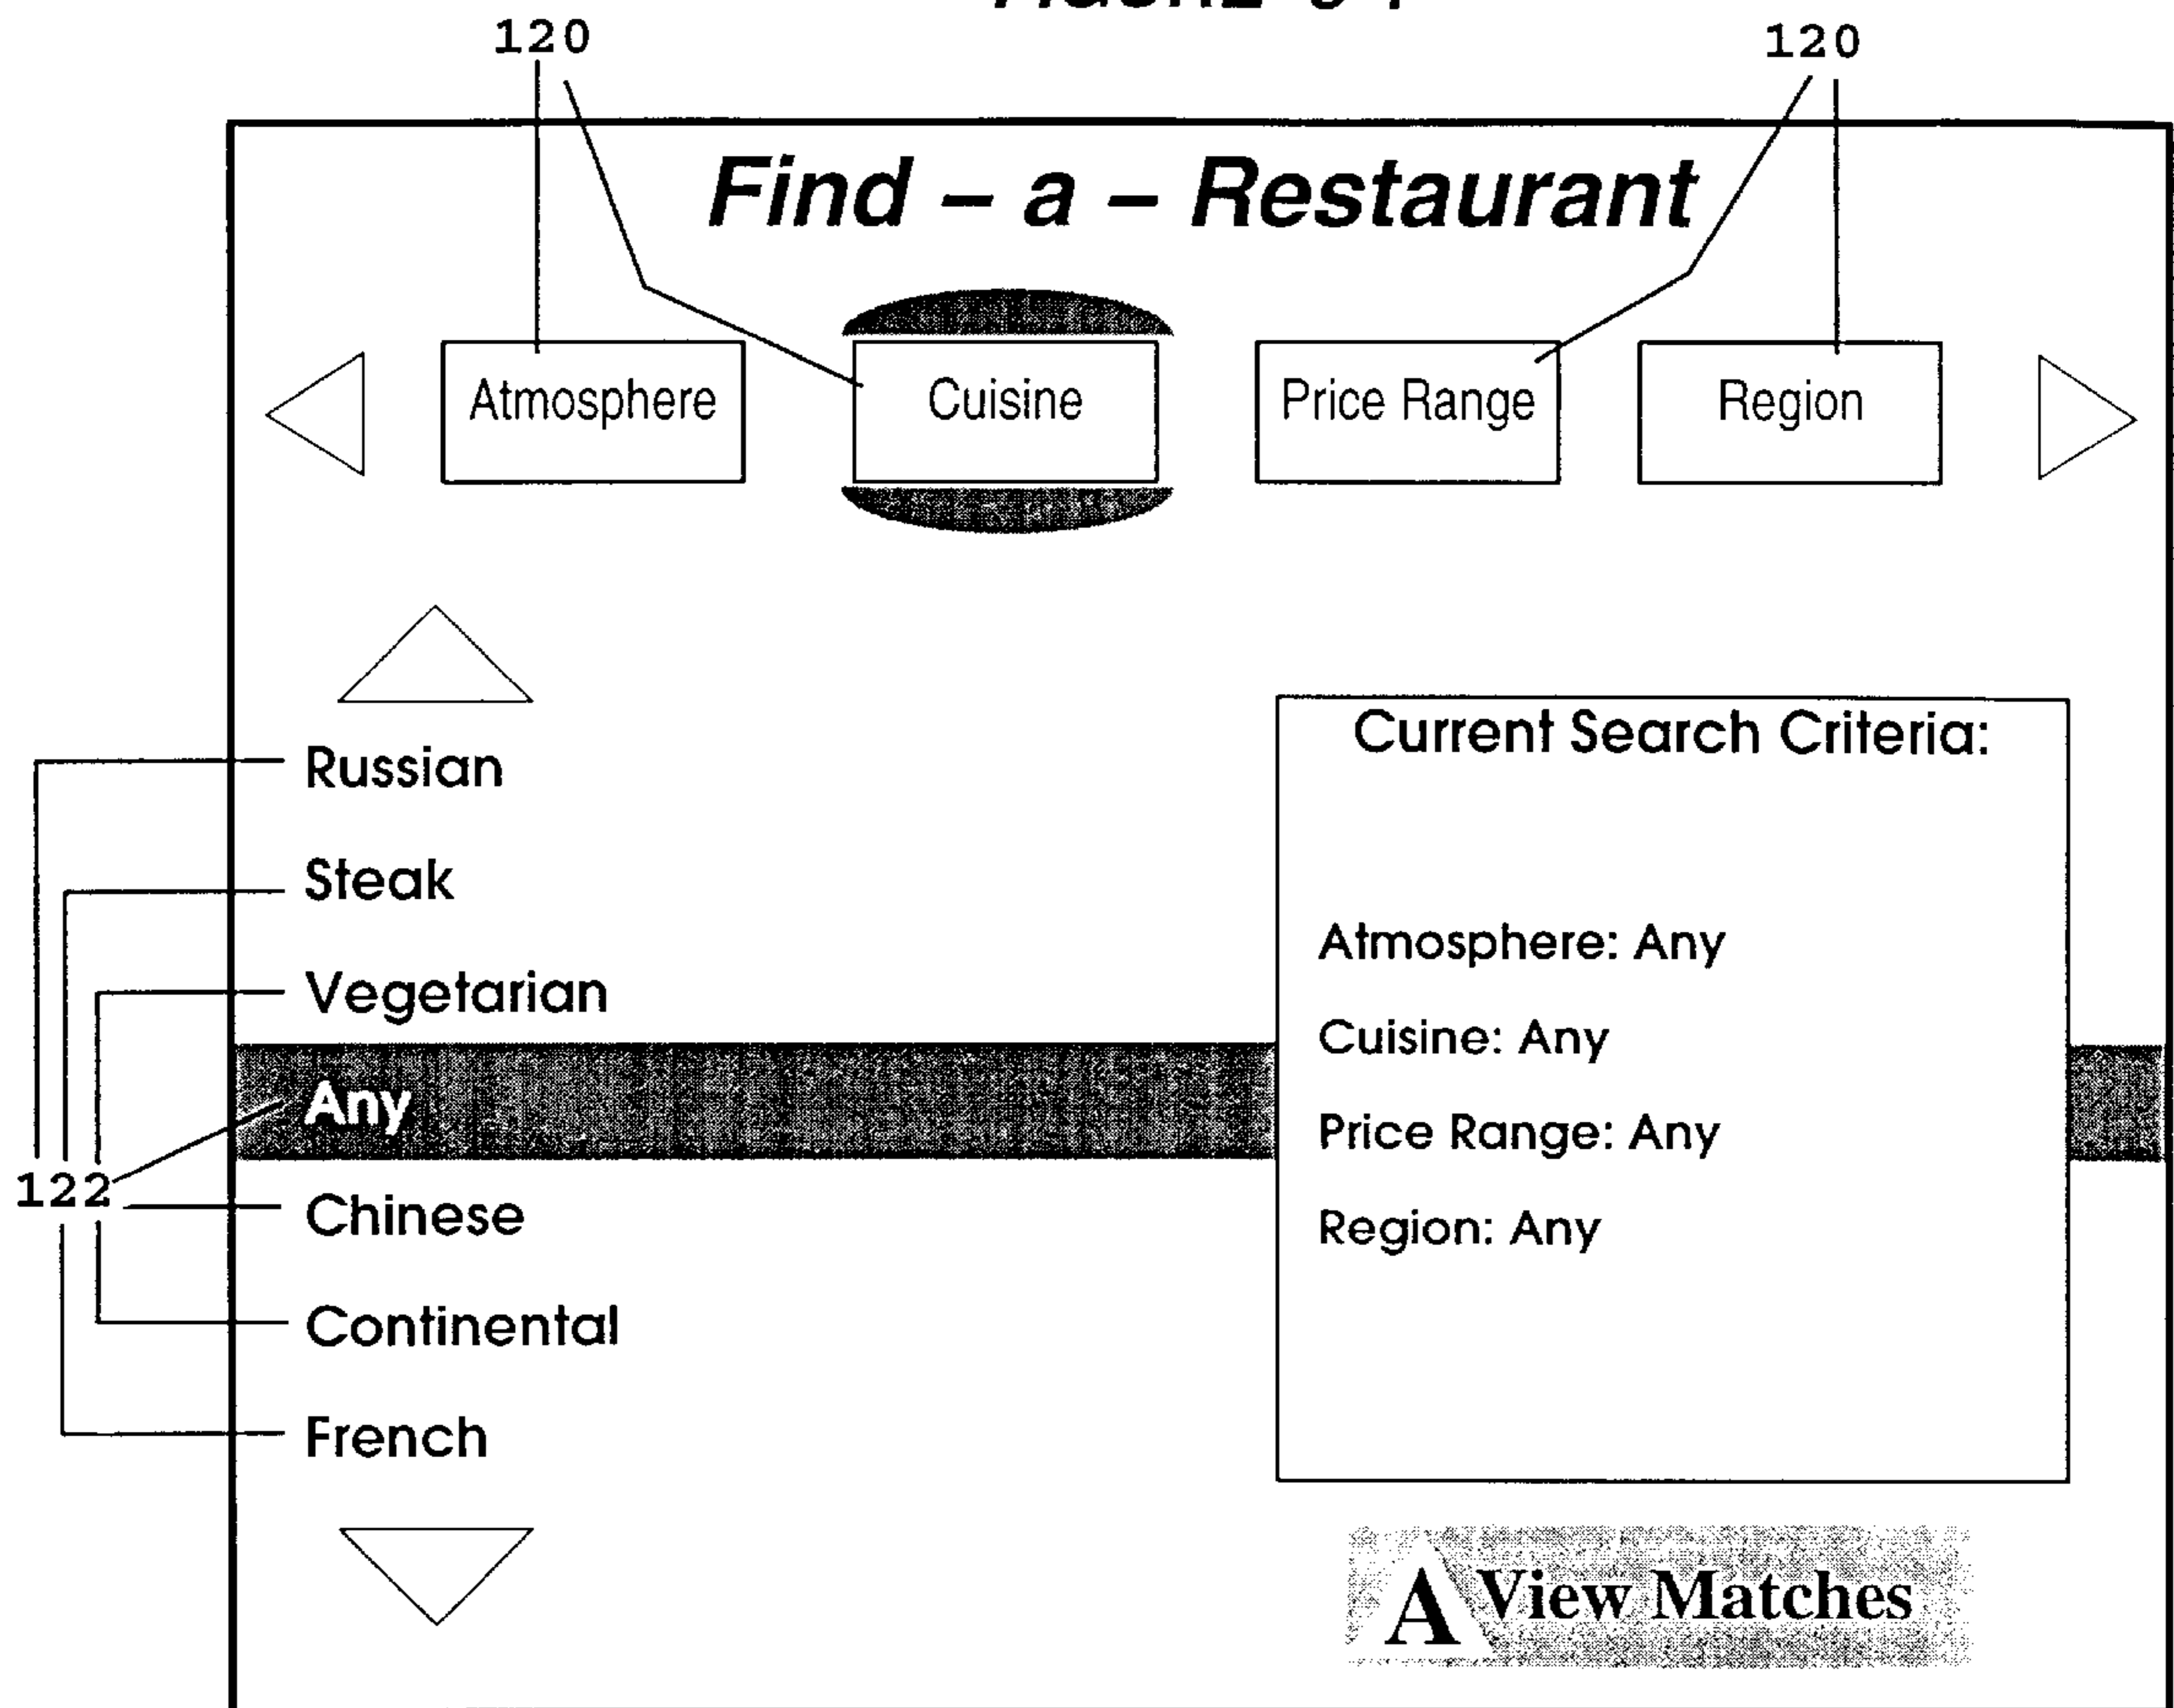 120 120
Find – a – Restaurant
Atmosphere Cuisine Price Range Region
Current Search Criteria:
Russian
Steak
Atmosphere: Any
Vegetarian
Cuisine: Any
Any
Price Range: Any
122
Chinese
Region: Any
Continental
French
A View Matches